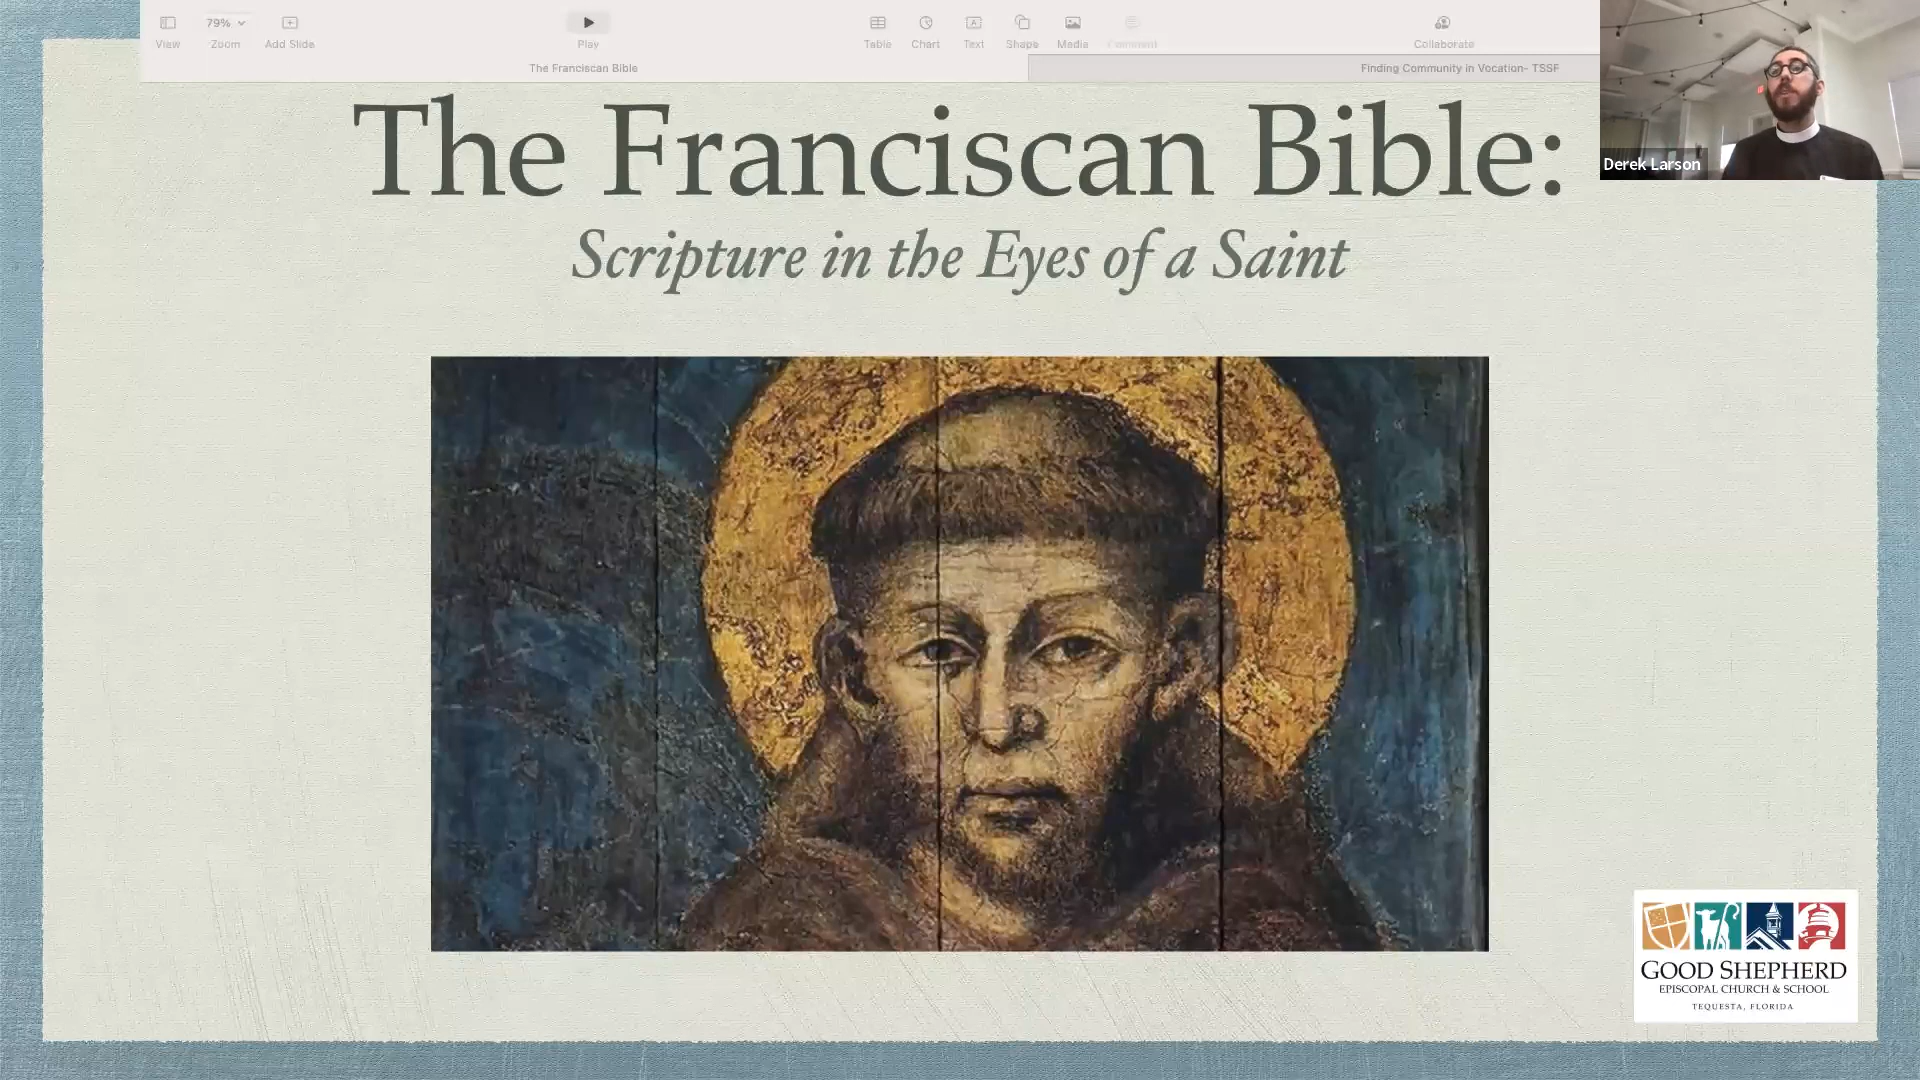 79%
View
Zoom
Add Slide
Play
Table
Chart
Text
Shape
Media
Comment
Collaborate
The Franciscan Bible
Finding Community in Vocation- TSSF
The Franciscan Bible:
Scripture in the Eyes of a Saint
Derek Larson
GOOD SHEPHERD
EPISCOPAL CHURCH & SCHOOL
TEQUESTA, FLORIDA